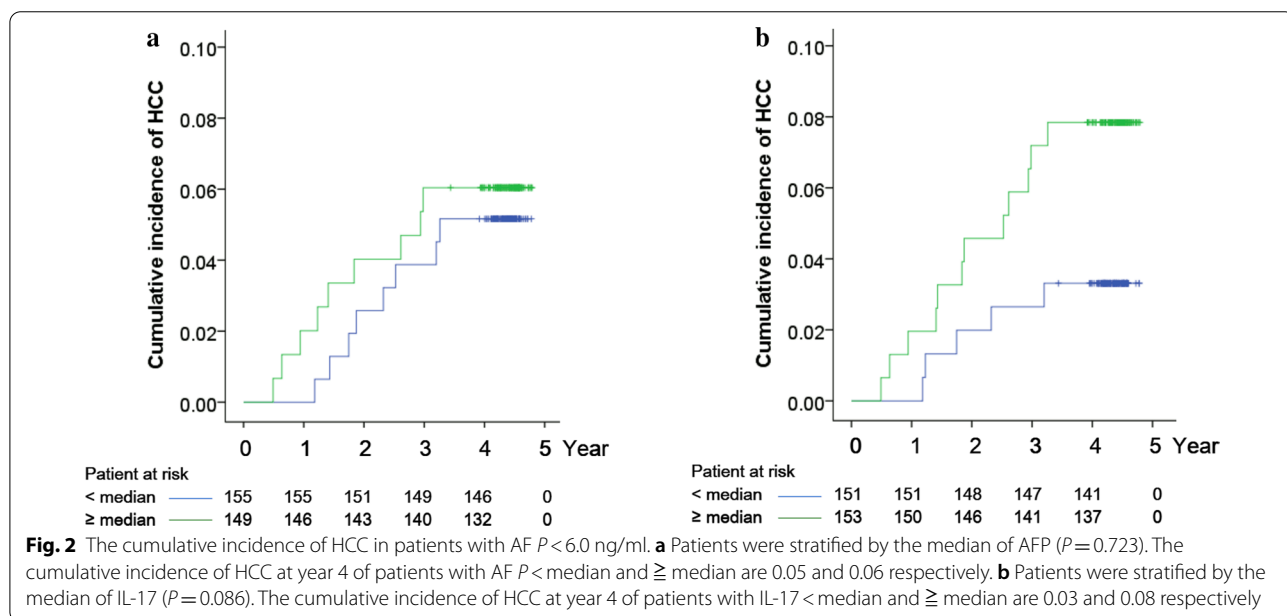 a
b
Cumulative incidence of HCC
0.10
0.08
0.06
0.04
0.02
0.00
0 1 2 3 4 5 Year
Patient at risk
< median 155 155 151 149 146 0
≥ median 149 146 143 140 132 0
Cumulative incidence of HCC
0.10
0.08
0.06
0.04
0.02
0.00
0 1 2 3 4 5 Year
Patient at risk
< median 151 151 148 147 141 0
≥ median 153 150 146 141 137 0
Fig. 2 The cumulative incidence of HCC in patients with AF P < 6.0 ng/ml. a Patients were stratified by the median of AFP (P = 0.723). The
cumulative incidence of HCC at year 4 of patients with AF P < median and ≧ median are 0.05 and 0.06 respectively. b Patients were stratified by the
median of IL-17 (P = 0.086). The cumulative incidence of HCC at year 4 of patients with IL-17 < median and ≧ median are 0.03 and 0.08 respectively